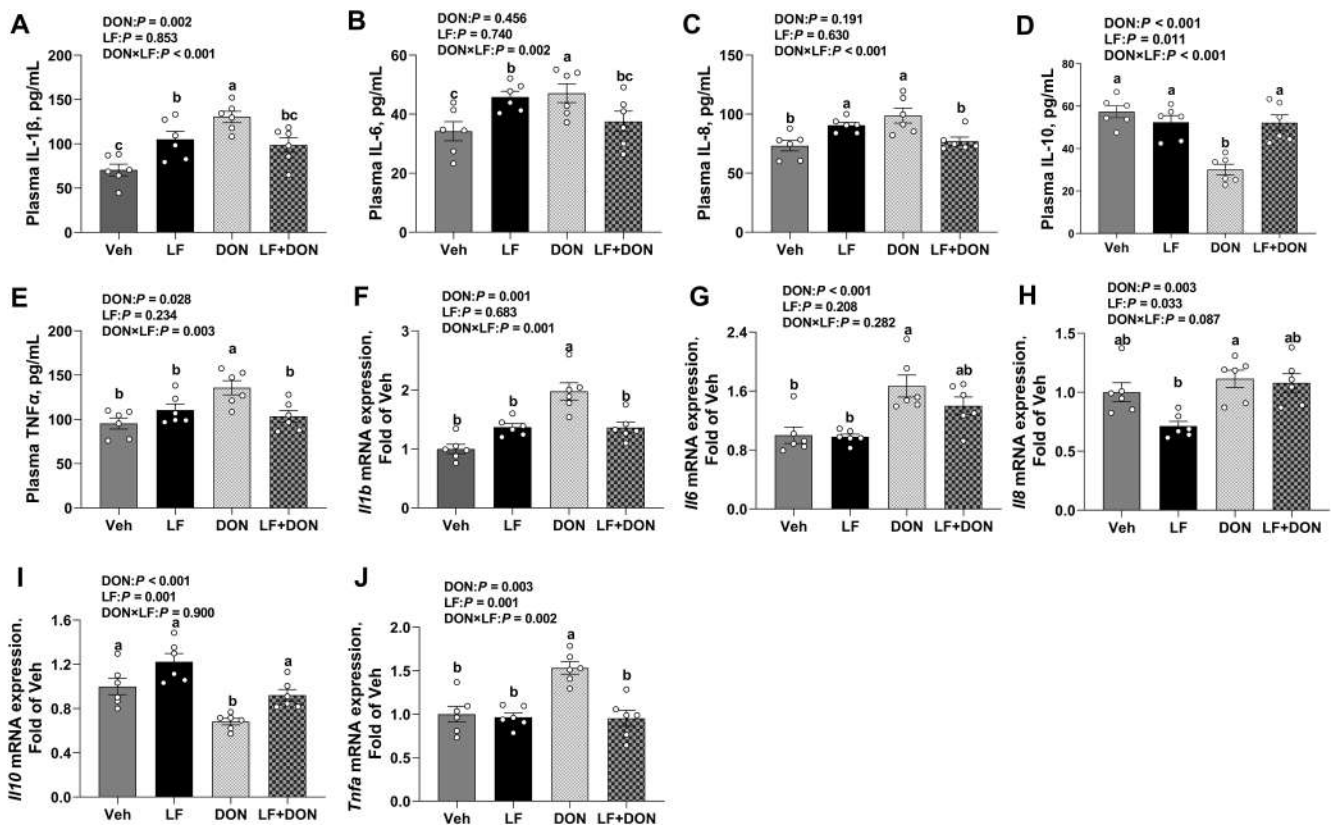 A
DON:P = 0.002
LF:P = 0.853
DON×LF:P < 0.001
Plasma IL-1β, pg/mL
200
150
100
50
0
c
b
a
bc
Veh
LF
DON
LF+DON
B
DON:P = 0.456
LF:P = 0.740
DON×LF:P = 0.002
Plasma IL-6, pg/mL
60
40
20
0
c
b
a
bc
Veh
LF
DON
LF+DON
C
DON:P = 0.191
LF:P = 0.630
DON×LF:P < 0.001
Plasma IL-8, pg/mL
150
100
50
0
b
a
a
b
Veh
LF
DON
LF+DON
D
DON:P < 0.001
LF:P = 0.011
DON×LF:P < 0.001
Plasma IL-10, pg/mL
80
60
40
20
0
a
a
b
a
Veh
LF
DON
LF+DON
E
DON:P = 0.028
LF:P = 0.234
DON×LF:P = 0.003
Plasma TNFα, pg/mL
200
150
100
50
0
b
b
a
b
Veh
LF
DON
LF+DON
F
DON:P = 0.001
LF:P = 0.683
DON×LF:P = 0.001
Il1b mRNA expression,
Fold of Veh
3
2
1
0
b
b
a
b
Veh
LF
DON
LF+DON
G
DON:P < 0.001
LF:P = 0.208
DON×LF:P = 0.282
Il6 mRNA expression,
Fold of Veh
2.4
1.6
0.8
0.0
b
b
a
ab
Veh
LF
DON
LF+DON
H
DON:P = 0.003
LF:P = 0.033
DON×LF:P = 0.087
Il8 mRNA expression,
Fold of Veh
1.5
1.0
0.5
0.0
ab
b
a
ab
Veh
LF
DON
LF+DON
I
DON:P < 0.001
LF:P = 0.001
DON×LF:P = 0.900
Il10 mRNA expression,
Fold of Veh
1.6
1.2
0.8
0.4
0.0
a
a
b
a
Veh
LF
DON
LF+DON
J
DON:P = 0.003
LF:P = 0.001
DON×LF:P = 0.002
Tnfa mRNA expression,
Fold of Veh
2.0
1.5
1.0
0.5
0.0
b
b
a
b
Veh
LF
DON
LF+DON